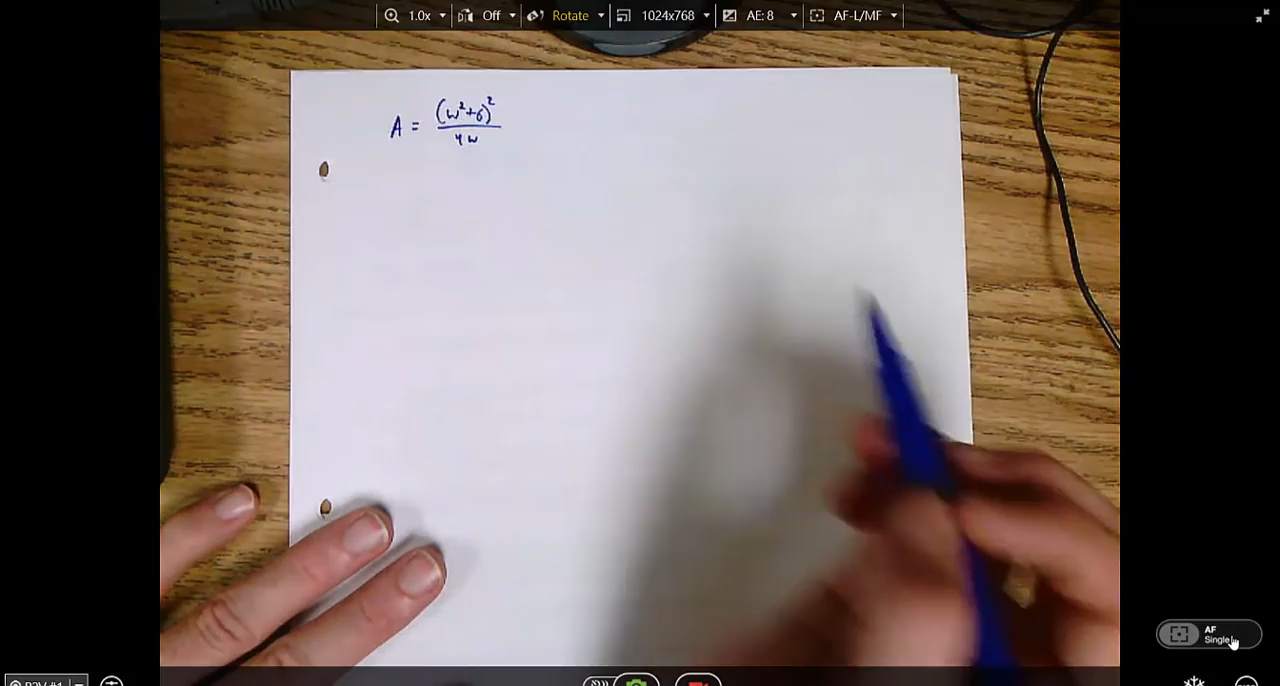 1.0x Off Rotate 1024x768 AE: 8 AF-L/MF
A = (w²+6)² / 4w
AF
Single